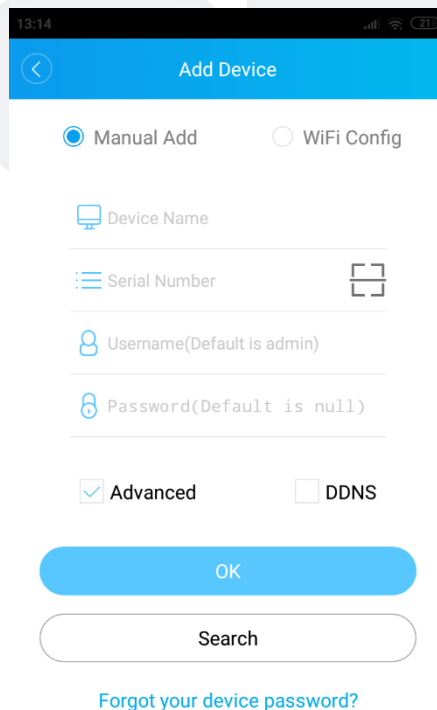 13:14 21
Add Device
Manual Add WiFi Config
Device Name
Serial Number
Username(Default is admin)
Password(Default is null)
Advanced DDNS
OK
Search
Forgot your device password?